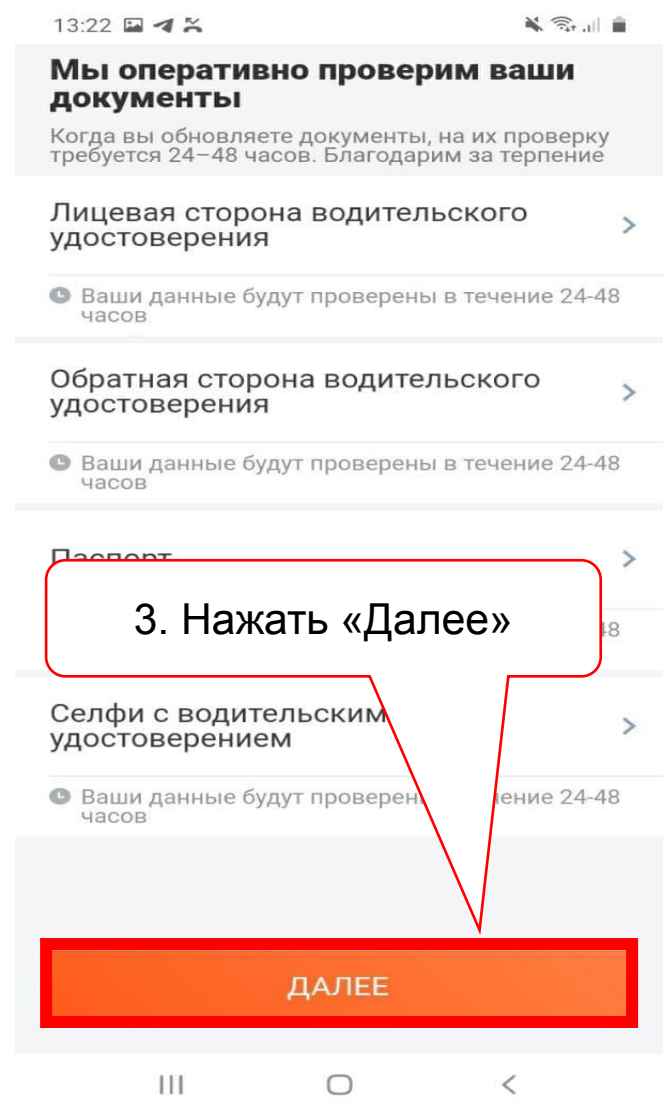 13:22
Мы оперативно проверим ваши
документы
Когда вы обновляете документы, на их проверку
требуется 24–48 часов. Благодарим за терпение
Лицевая сторона водительского
удостоверения
Ваши данные будут проверены в течение 24-48
часов
Обратная сторона водительского
удостоверения
Ваши данные будут проверены в течение 24-48
часов
Паспорт
3. Нажать «Далее»
48
Селфи с водительским
удостоверением
Ваши данные будут проверен ение 24-48
часов
ДАЛЕЕ